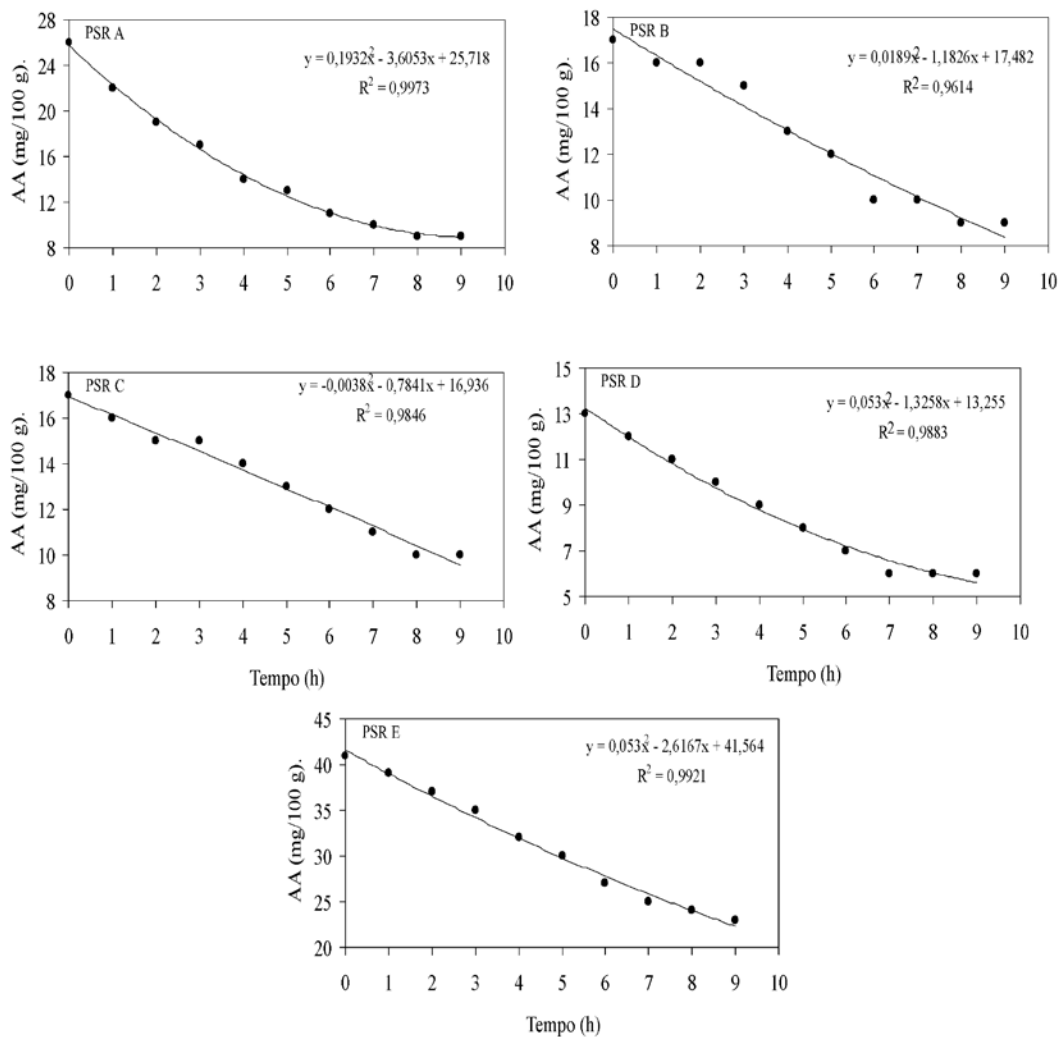 PSR A
y = 0,1932x² - 3,6053x + 25,718
R² = 0,9973
AA (mg/100 g).
28
24
20
16
12
8
0 1 2 3 4 5 6 7 8 9 10
PSR B
y = 0,0189x² - 1,1826x + 17,482
R² = 0,9614
AA (mg/100 g).
18
16
14
12
10
8
0 1 2 3 4 5 6 7 8 9 10
PSR C
y = -0,0038x² - 0,7841x + 16,936
R² = 0,9846
AA (mg/100 g).
18
16
14
12
10
8
0 1 2 3 4 5 6 7 8 9 10
Tempo (h)
PSR D
y = 0,053x² - 1,3258x + 13,255
R² = 0,9883
AA (mg/100 g).
15
13
11
9
7
5
0 1 2 3 4 5 6 7 8 9 10
Tempo (h)
PSR E
y = 0,053x² - 2,6167x + 41,564
R² = 0,9921
AA (mg/100 g).
45
40
35
30
25
20
0 1 2 3 4 5 6 7 8 9 10
Tempo (h)